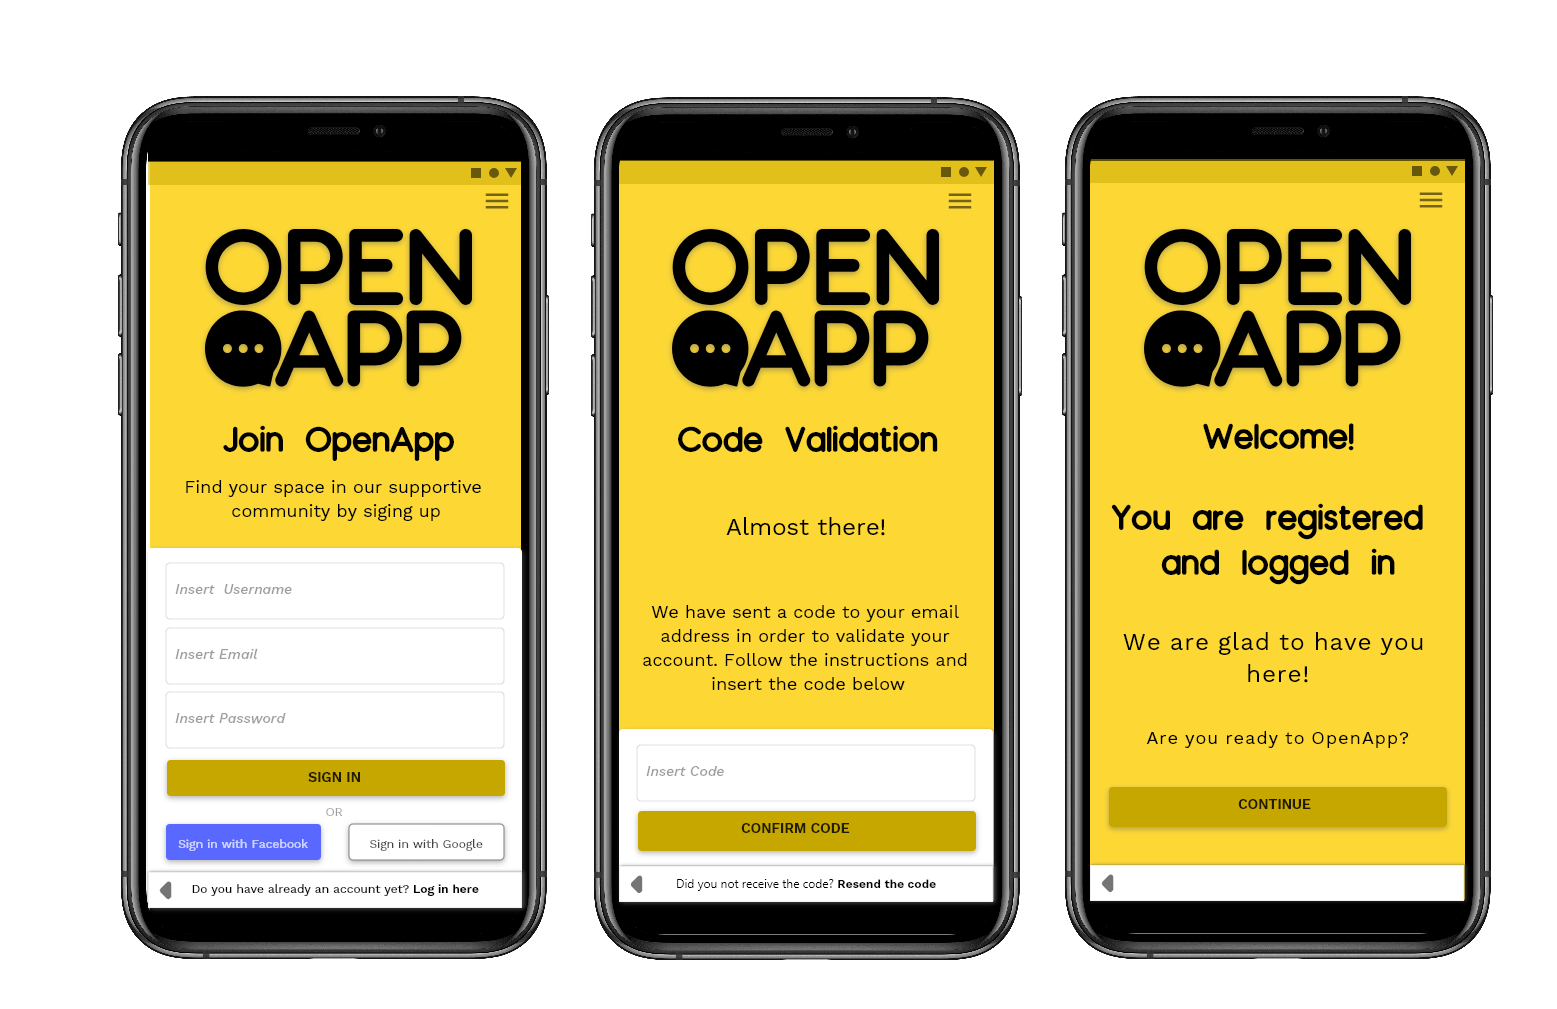 OPEN
APP
Join OpenApp
Find your space in our supportive
community by siging up
Insert Username
Insert Email
Insert Password
SIGN IN
OR
Sign in with Facebook
Sign in with Google
Do you have already an account yet? Log in here
OPEN
APP
Code Validation
Almost there!
We have sent a code to your email
address in order to validate your
account. Follow the instructions and
insert the code below
Insert Code
CONFIRM CODE
Did you not receive the code? Resend the code
OPEN
APP
Welcome!
You are registered
and logged in
We are glad to have you
here!
Are you ready to OpenApp?
CONTINUE